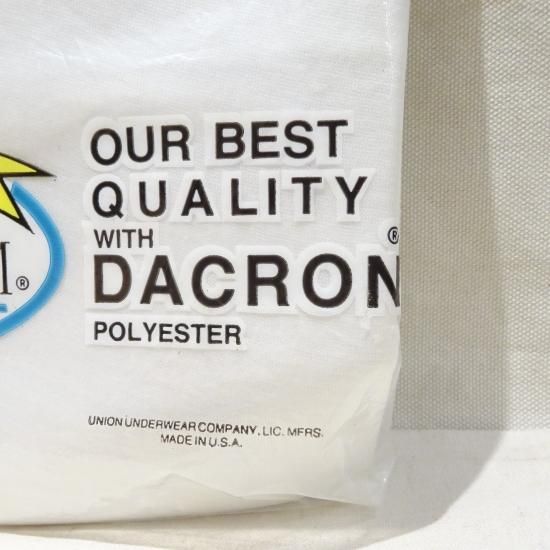 OUR BEST
QUALITY
WITH
DACRON®
POLYESTER
M®
UNION UNDERWEAR COMPANY, LIC. MFRS.
MADE IN U.S.A.